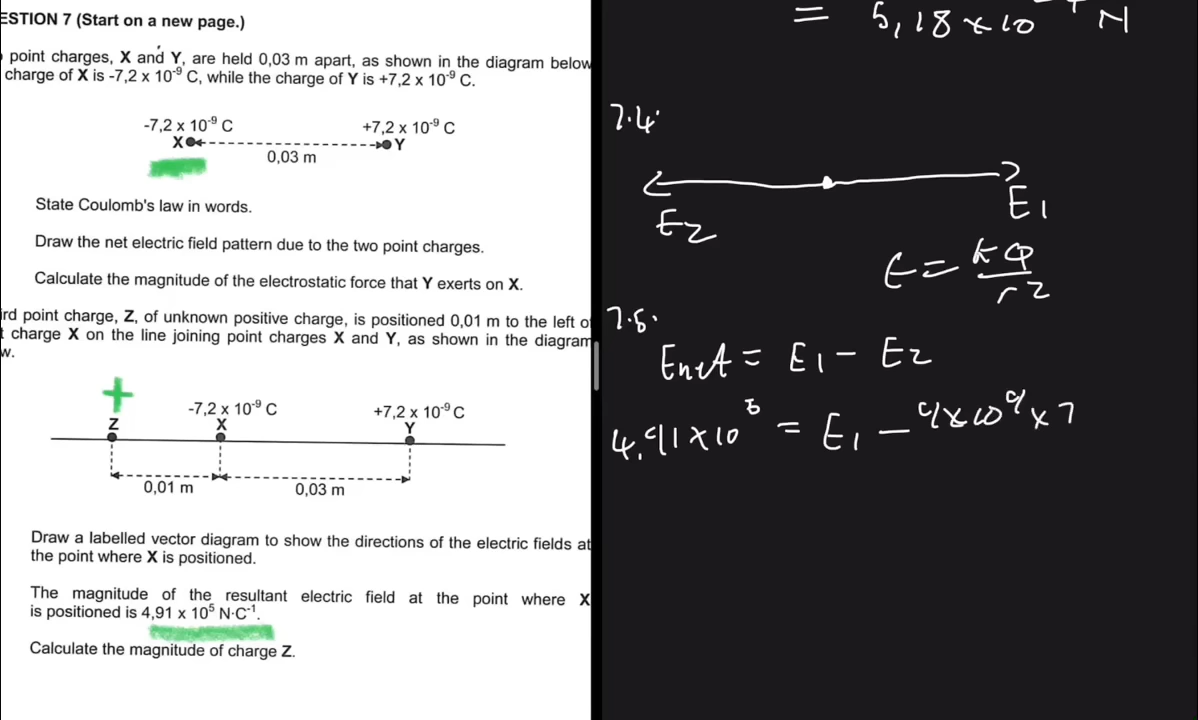 ESTION 7 (Start on a new page.)
point charges, X and Y, are held 0,03 m apart, as shown in the diagram below
charge of X is -7,2 x 10⁻⁹ C, while the charge of Y is +7,2 x 10⁻⁹ C.
-7,2 x 10⁻⁹ C
+7,2 x 10⁻⁹ C
X
Y
0,03 m
State Coulomb's law in words.
Draw the net electric field pattern due to the two point charges.
Calculate the magnitude of the electrostatic force that Y exerts on X.
ird point charge, Z, of unknown positive charge, is positioned 0,01 m to the left o
t charge X on the line joining point charges X and Y, as shown in the diagram
w.
+
-7,2 x 10⁻⁹ C
+7,2 x 10⁻⁹ C
Z
X
Y
0,01 m
0,03 m
Draw a labelled vector diagram to show the directions of the electric fields at
the point where X is positioned.
The magnitude of the resultant electric field at the point where X
is positioned is 4,91 x 10⁵ N·C⁻¹.
Calculate the magnitude of charge Z.
= 5,18 x 10 N
7.4
E2
E1
E = kQ
r2
7.5.
Enet = E1 - E2
4,91 x 10⁵ = E1 - 9x10⁹ x 7